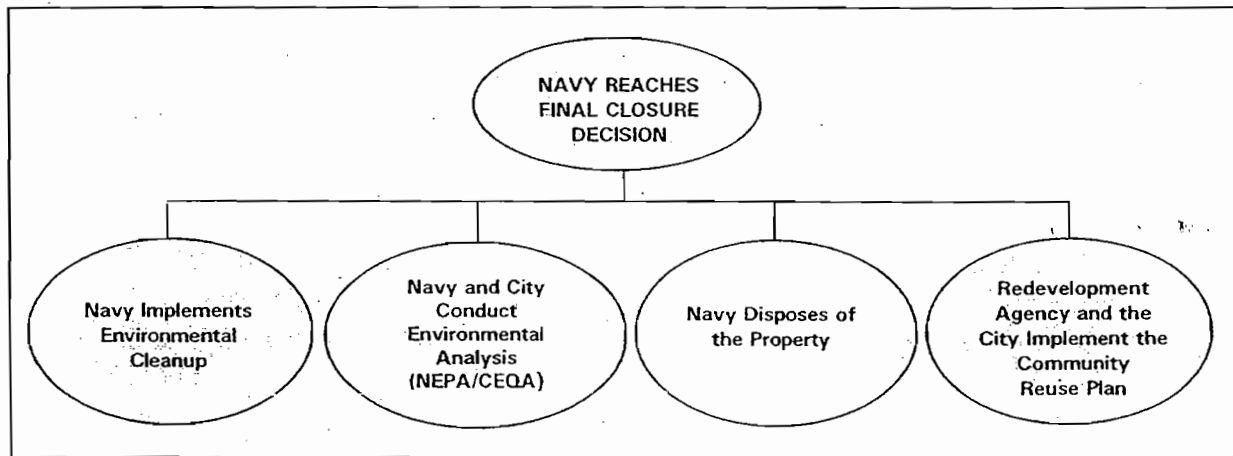 NAVY REACHES
FINAL CLOSURE
DECISION
Navy Implements
Environmental
Cleanup
Navy and City
Conduct
Environmental
Analysis
(NEPA/CEQA)
Navy Disposes of
the Property
Redevelopment
Agency and the
City Implement the
Community
Reuse Plan